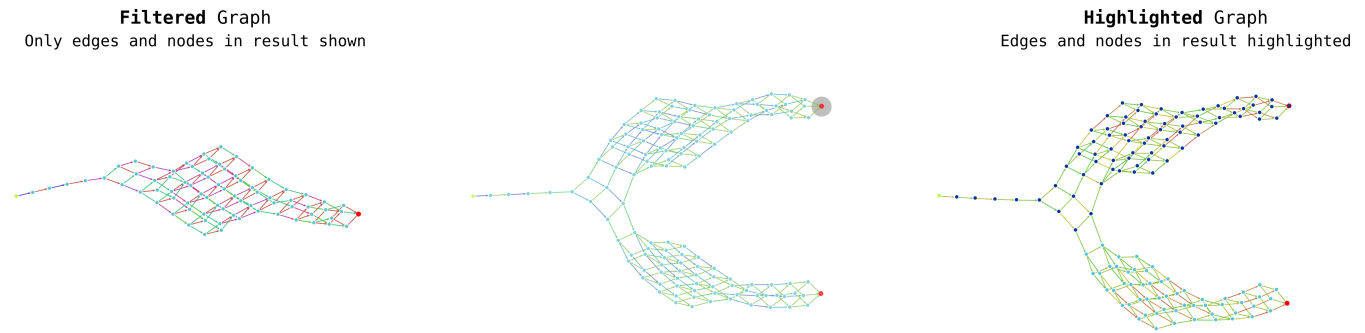 Filtered Graph
Only edges and nodes in result shown
Highlighted Graph
Edges and nodes in result highlighted